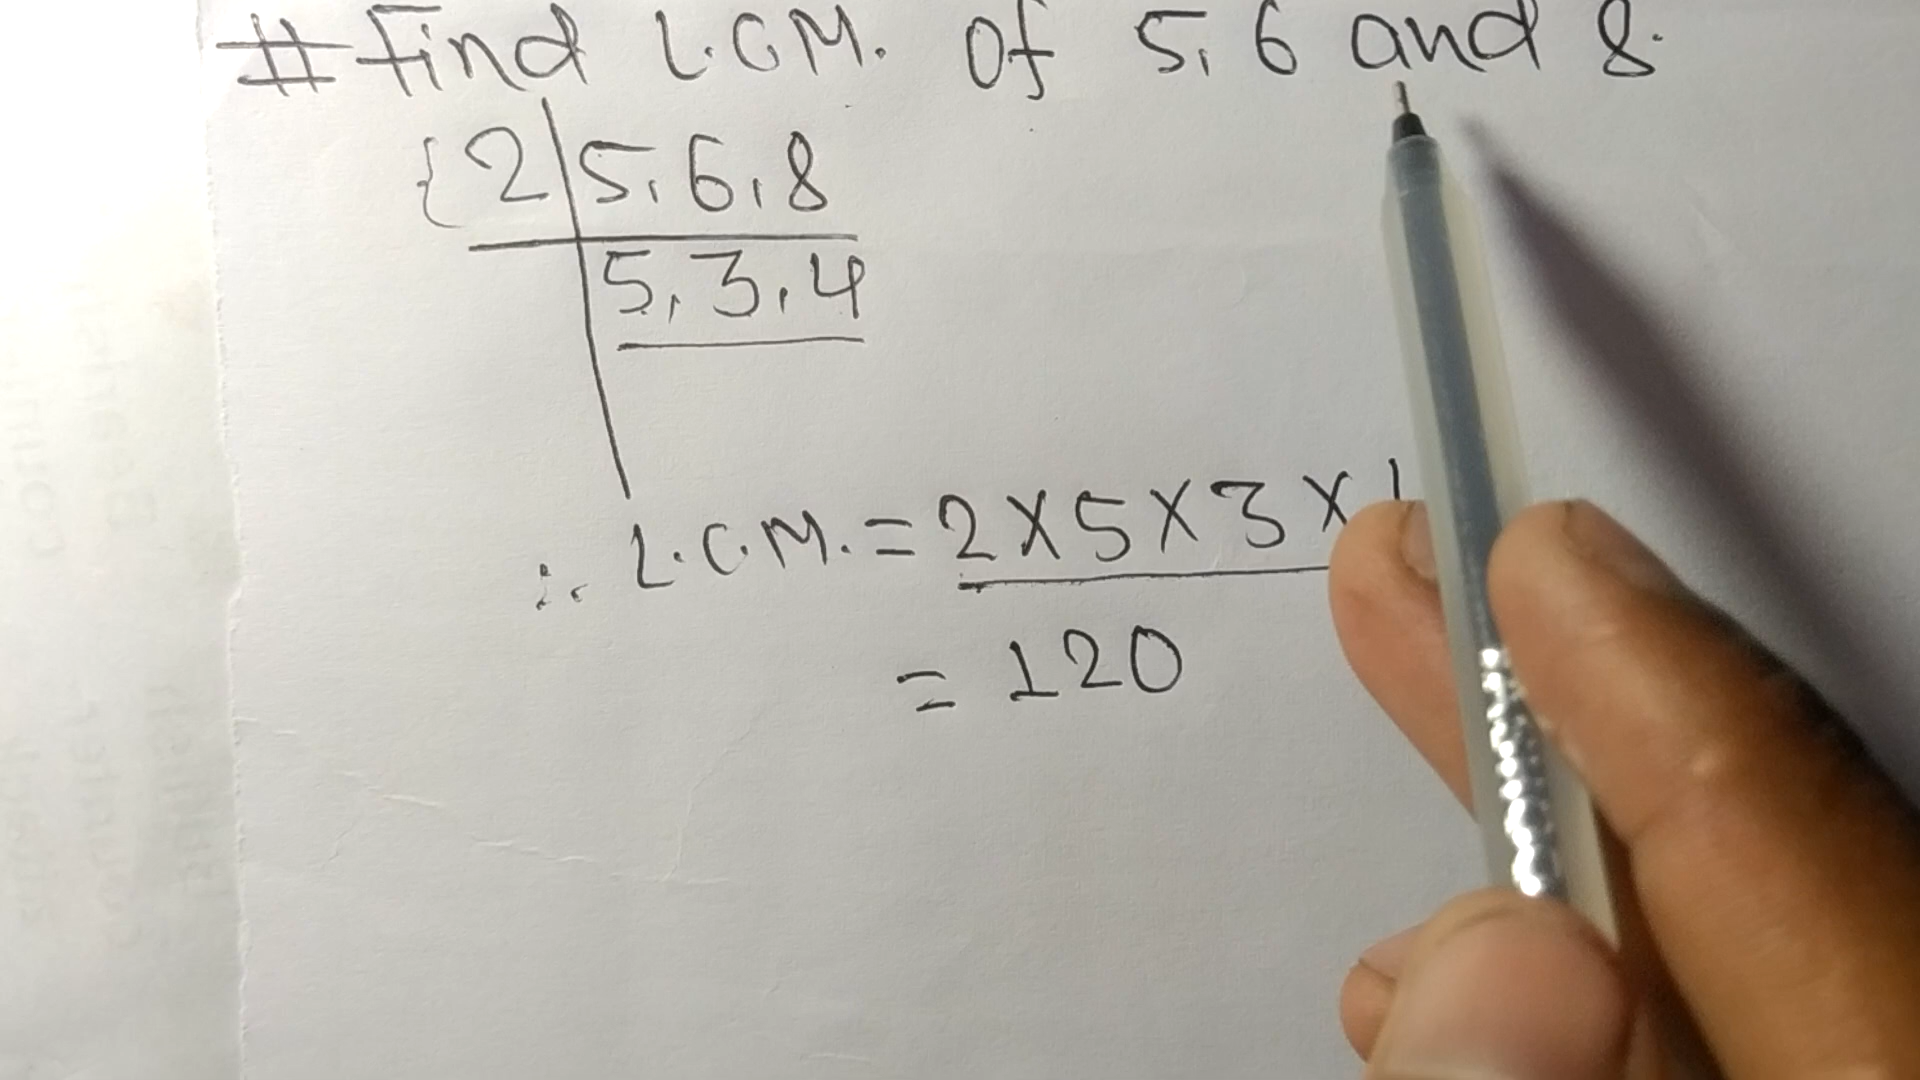 # Find L.C.M. of 5, 6 and 8.
{ 2 | 5, 6, 8
5, 3, 4
∴ L.C.M. = 2 X 5 X 3 X
= 120